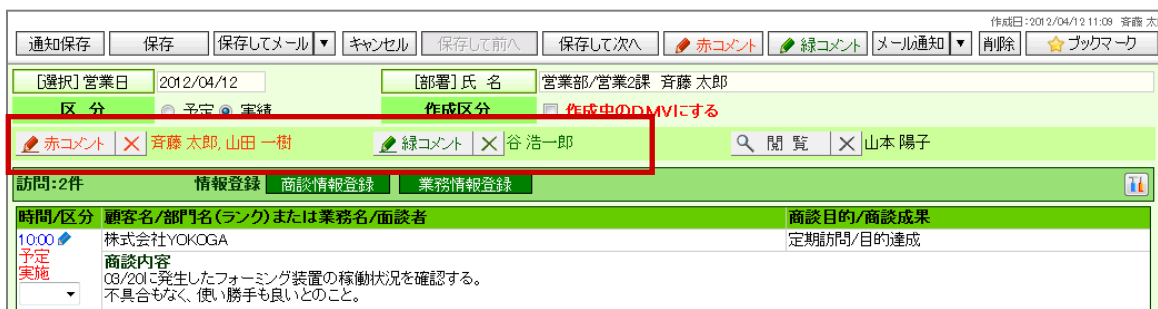 作成日:2012/04/12 11:09 斉藤 太
通知保存 保存 保存してメール ▼ キャンセル 保存して前へ 保存して次へ 赤コメント 緑コメント メール通知 ▼ 削除 ブックマーク
[選択]営業日 2012/04/12 [部署]氏 名 営業部/営業2課 斉藤 太郎
区 分 予定 実績 作成区分 作成中のDMVにする
赤コメント 斉藤 太郎, 山田 一樹 緑コメント 谷 浩一郎 閲 覧 山本 陽子
訪問:2件 情報登録 商談情報登録 業務情報登録
時間/区分 顧客名/部門名(ランク)または業務名/面談者 商談目的/商談成果
10:00 株式会社YOKOGA 定期訪問/目的達成
予定 商談内容
実施 03/20に発生したフォーミング装置の稼働状況を確認する。
▼ 不具合もなく、使い勝手も良いとのこと。